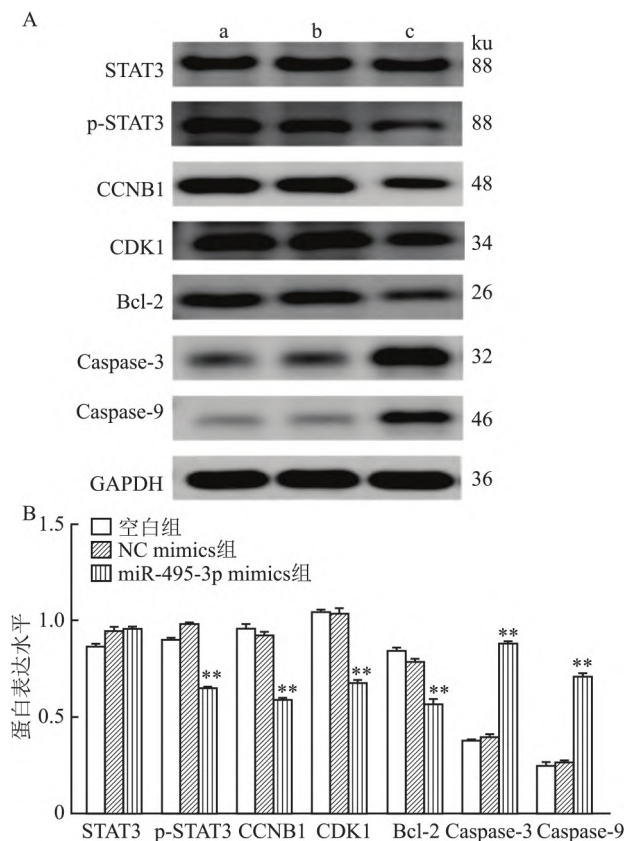 A
a b c ku
STAT3 88
p-STAT3 88
CCNB1 48
CDK1 34
Bcl-2 26
Caspase-3 32
Caspase-9 46
GAPDH 36
B
1.5
空白组
NC mimics组
miR-495-3p mimics组
1.0
0.5
0
蛋白表达水平
** ** ** ** ** **
STAT3 p-STAT3 CCNB1 CDK1 Bcl-2 Caspase-3 Caspase-9